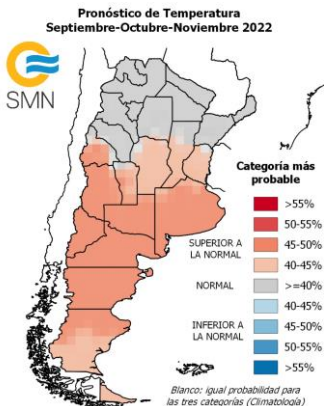 Pronóstico de Temperatura
Septiembre-Octubre-Noviembre 2022
SMN
Categoría más
probable
>55%
50-55%
SUPERIOR A
LA NORMAL
45-50%
40-45%
NORMAL
>=40%
INFERIOR A
LA NORMAL
40-45%
45-50%
50-55%
>55%
Blanco: igual probabilidad para
las tres categorías (Climatología)